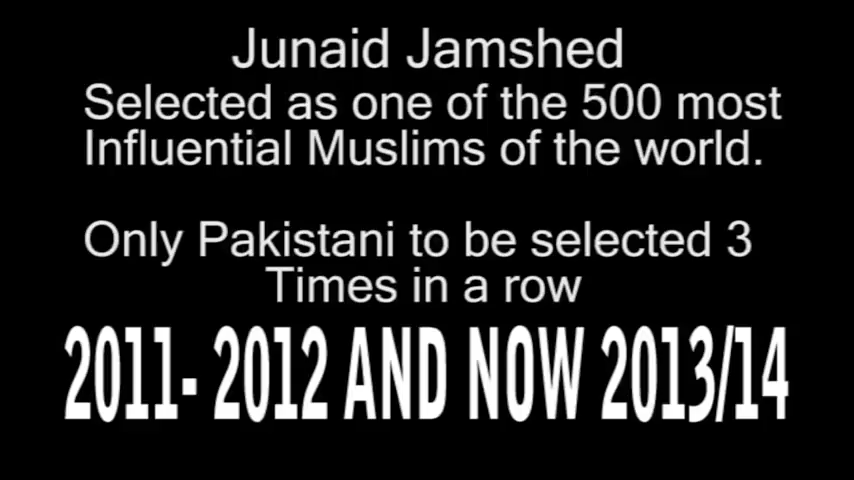 Junaid Jamshed
Selected as one of the 500 most
Influential Muslims of the world.
Only Pakistani to be selected 3
Times in a row
2011- 2012 AND NOW 2013/14